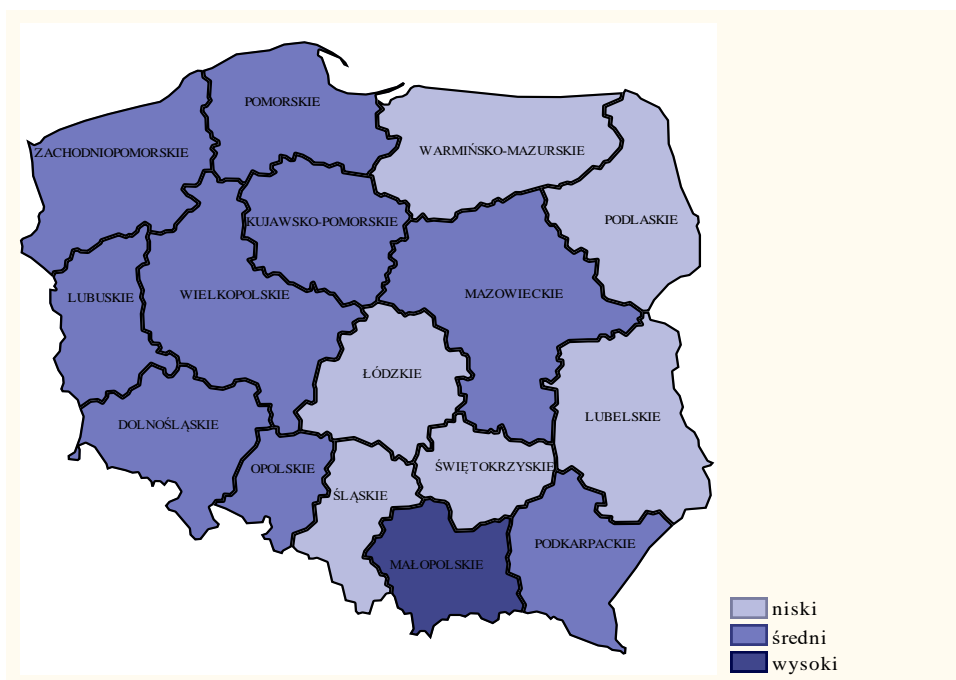 POMORSKIE
WARMIŃSKO-MAZURSKIE
ZACHODNIOPOMORSKIE
PODLASKIE
KUJAWSKO-POMORSKIE
LUBUSKIE
WIELKOPOLSKIE
MAZOWIECKIE
ŁÓDZKIE
LUBELSKIE
DOLNOŚLĄSKIE
OPOLSKIE
ŚWIĘTOKRZYSKIE
ŚLĄSKIE
PODKARPACKIE
MAŁOPOLSKIE
niski
średni
wysoki